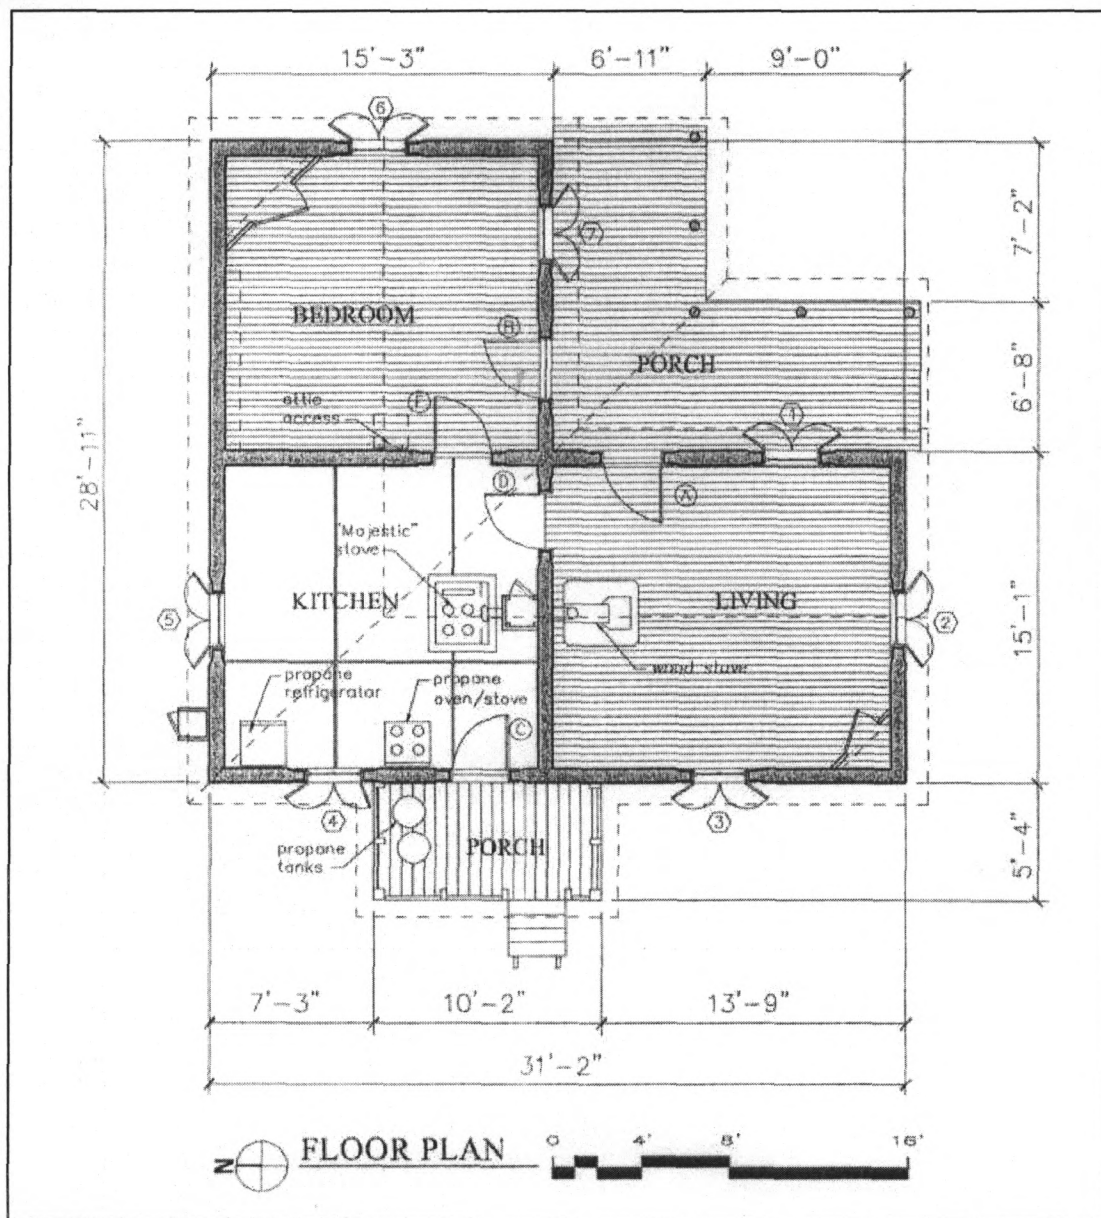 15'-3"
6'-11"
9'-0"
6
7
7'-2"
BEDROOM
B
PORCH
6'-8"
attic
access
F
1
28'-11"
D
A
"Majestic"
stove
KITCHEN
LIVING
5
2
15'-1"
wood stove
propane
refrigerator
propane
oven/stove
C
4
3
propane
tanks
PORCH
5'-4"
7'-3"
10'-2"
13'-9"
31'-2"
N
FLOOR PLAN
0
4'
8'
16'